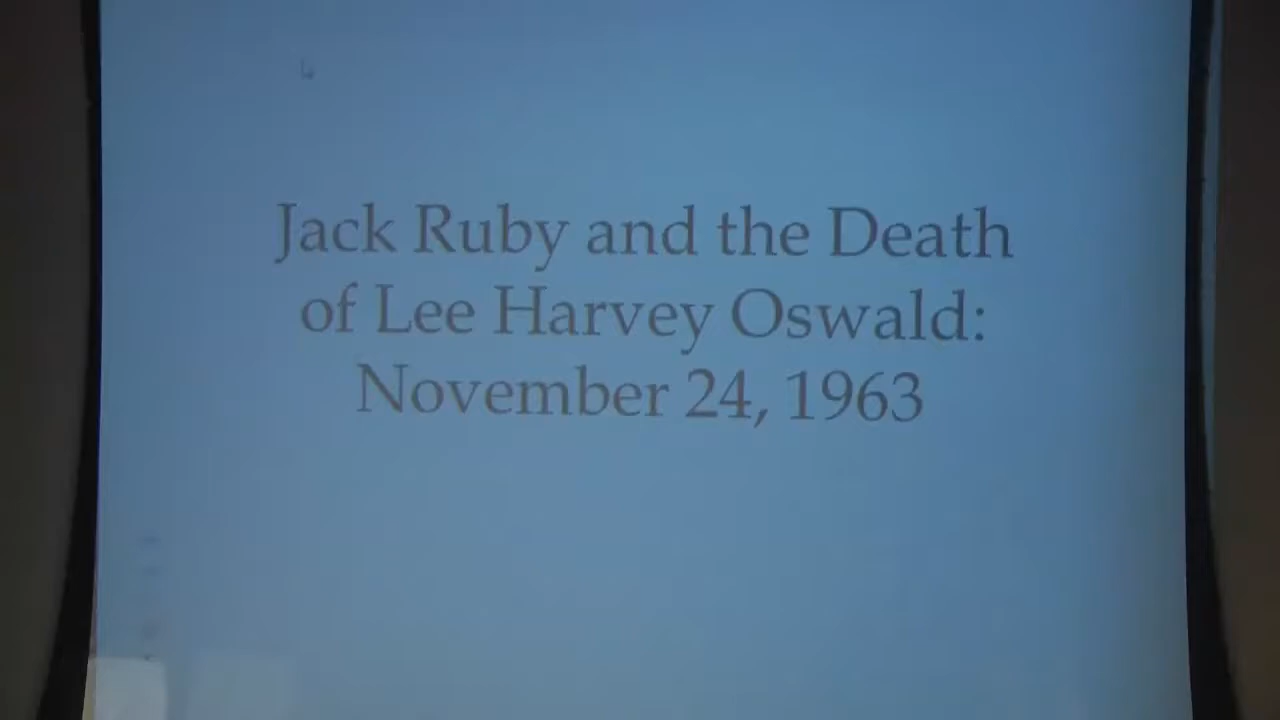 Jack Ruby and the Death
of Lee Harvey Oswald:
November 24, 1963